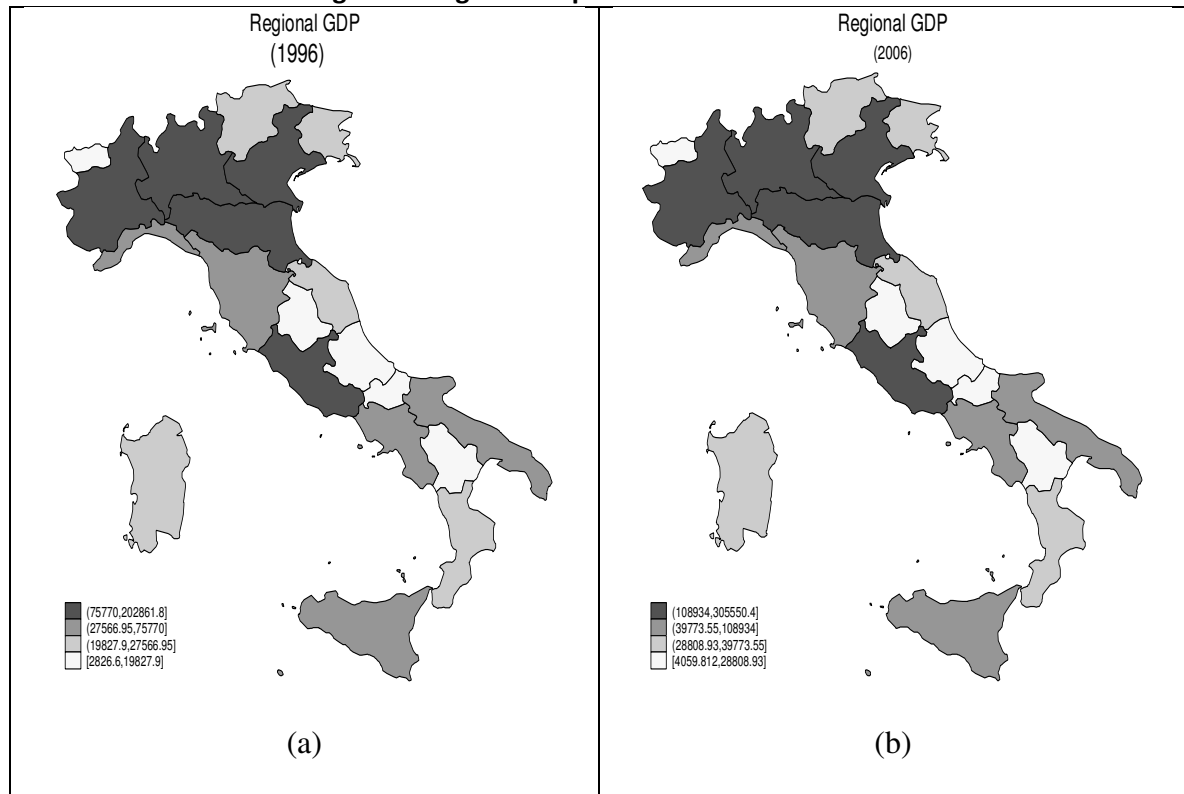 Regional GDP
(1996)
(75770,202861.8]
(27566.95,75770]
(19827.9,27566.95]
[2826.6,19827.9]
(a)
Regional GDP
(2006)
(108934,305550.4]
(39773.55,108934]
(28808.93,39773.55]
[4059.812,28808.93]
(b)